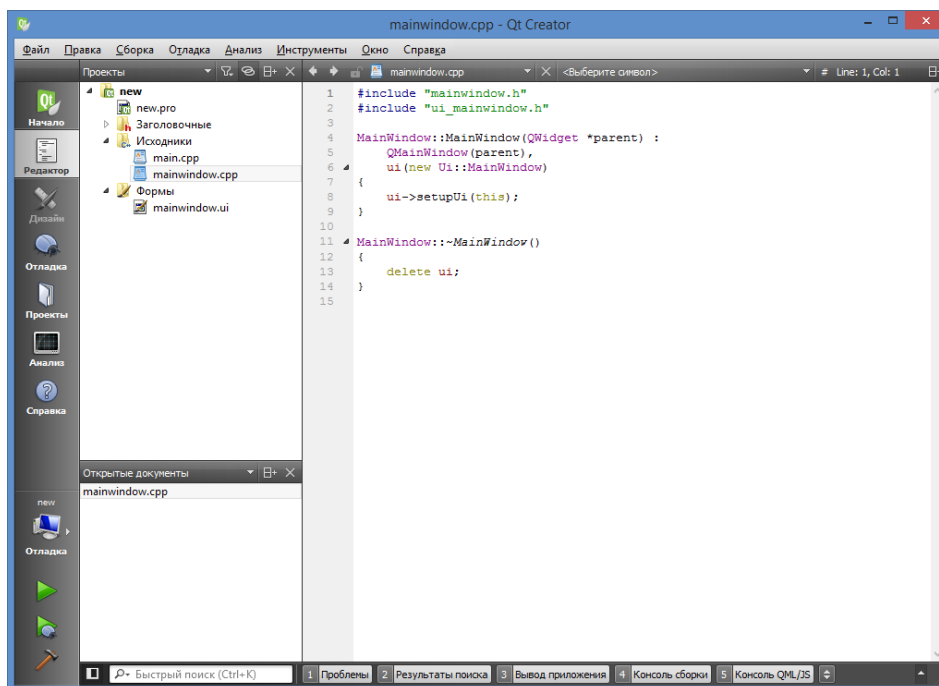 mainwindow.cpp - Qt Creator
Файл Правка Сборка Отладка Анализ Инструменты Окно Справка
Проекты
mainwindow.cpp
<Выберите символ>
# Line: 1, Col: 1
Начало
Редактор
Дизайн
Отладка
Проекты
Анализ
Справка
new
Отладка
new
new.pro
Заголовочные
Исходники
main.cpp
mainwindow.cpp
Формы
mainwindow.ui
Открытые документы
mainwindow.cpp
1 #include "mainwindow.h"
2 #include "ui_mainwindow.h"
3
4 MainWindow::MainWindow(QWidget *parent) :
5     QMainWindow(parent),
6     ui(new Ui::MainWindow)
7 {
8     ui->setupUi(this);
9 }
10
11 MainWindow::~MainWindow()
12 {
13     delete ui;
14 }
15
Быстрый поиск (Ctrl+K)
1 Проблемы 2 Результаты поиска 3 Вывод приложения 4 Консоль сборки 5 Консоль QML/JS